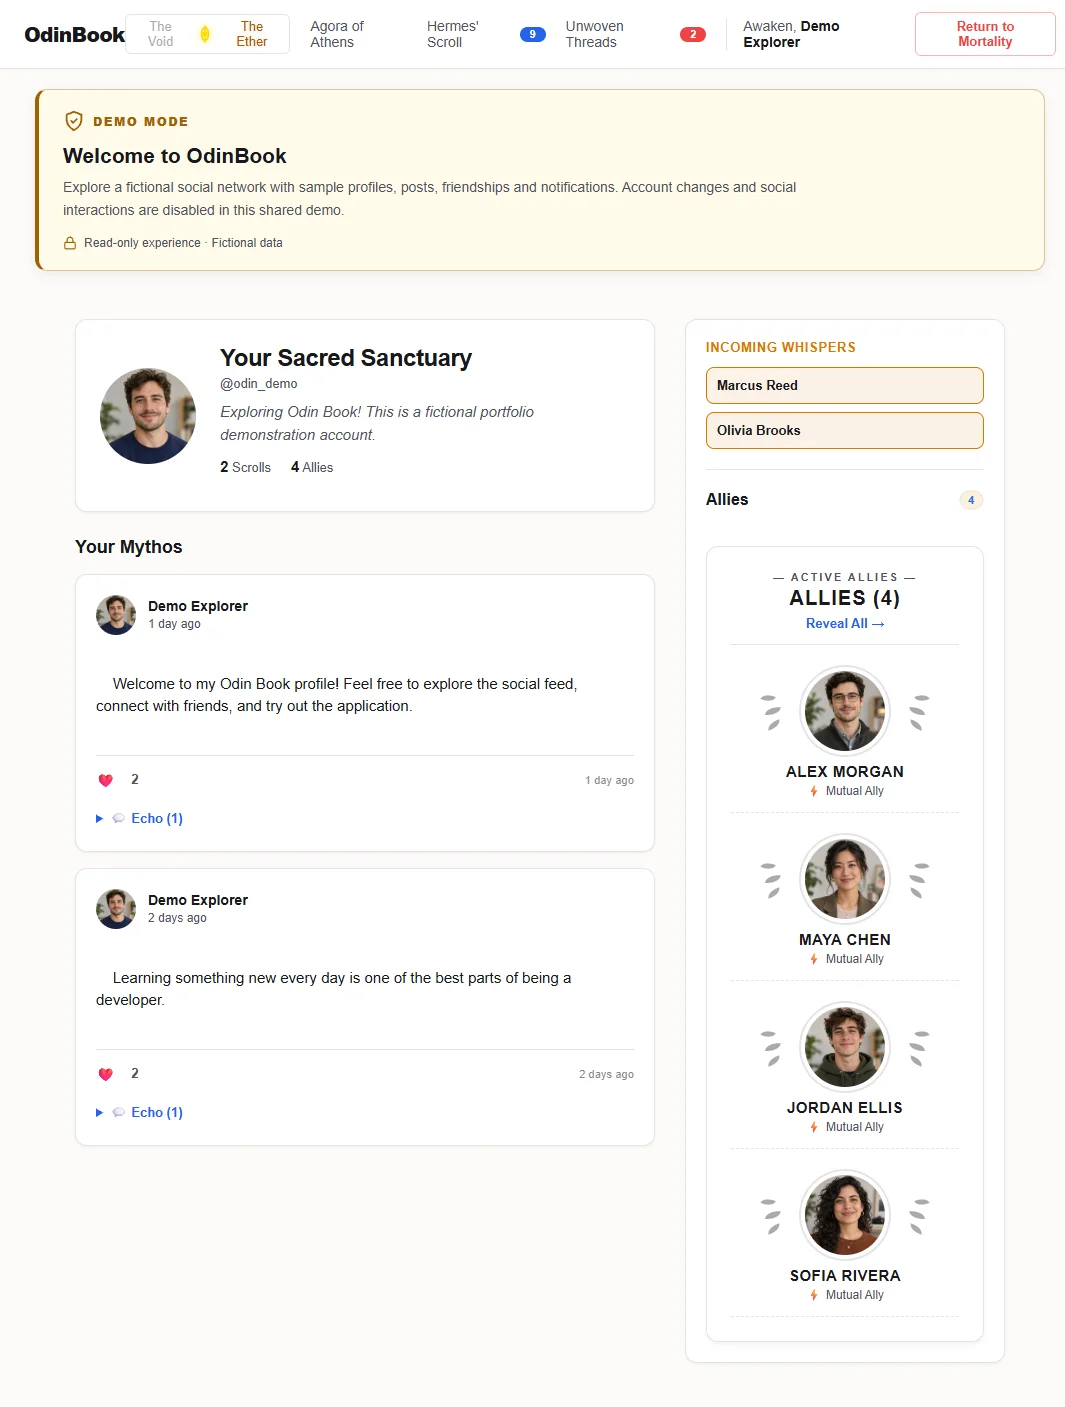 OdinBook
The Void
The Ether
Agora of Athens
Hermes' Scroll
9
Unwoven Threads
2
Awaken, Demo Explorer
Return to Mortality
DEMO MODE
Welcome to OdinBook
Explore a fictional social network with sample profiles, posts, friendships and notifications. Account changes and social
interactions are disabled in this shared demo.
Read-only experience · Fictional data
Your Sacred Sanctuary
@odin_demo
Exploring Odin Book! This is a fictional portfolio
demonstration account.
2 Scrolls 4 Allies
Your Mythos
Demo Explorer
1 day ago
Welcome to my Odin Book profile! Feel free to explore the social feed,
connect with friends, and try out the application.
2
1 day ago
Echo (1)
Demo Explorer
2 days ago
Learning something new every day is one of the best parts of being a
developer.
2
2 days ago
Echo (1)
INCOMING WHISPERS
Marcus Reed
Olivia Brooks
Allies
4
— ACTIVE ALLIES —
ALLIES (4)
Reveal All →
ALEX MORGAN
Mutual Ally
MAYA CHEN
Mutual Ally
JORDAN ELLIS
Mutual Ally
SOFIA RIVERA
Mutual Ally